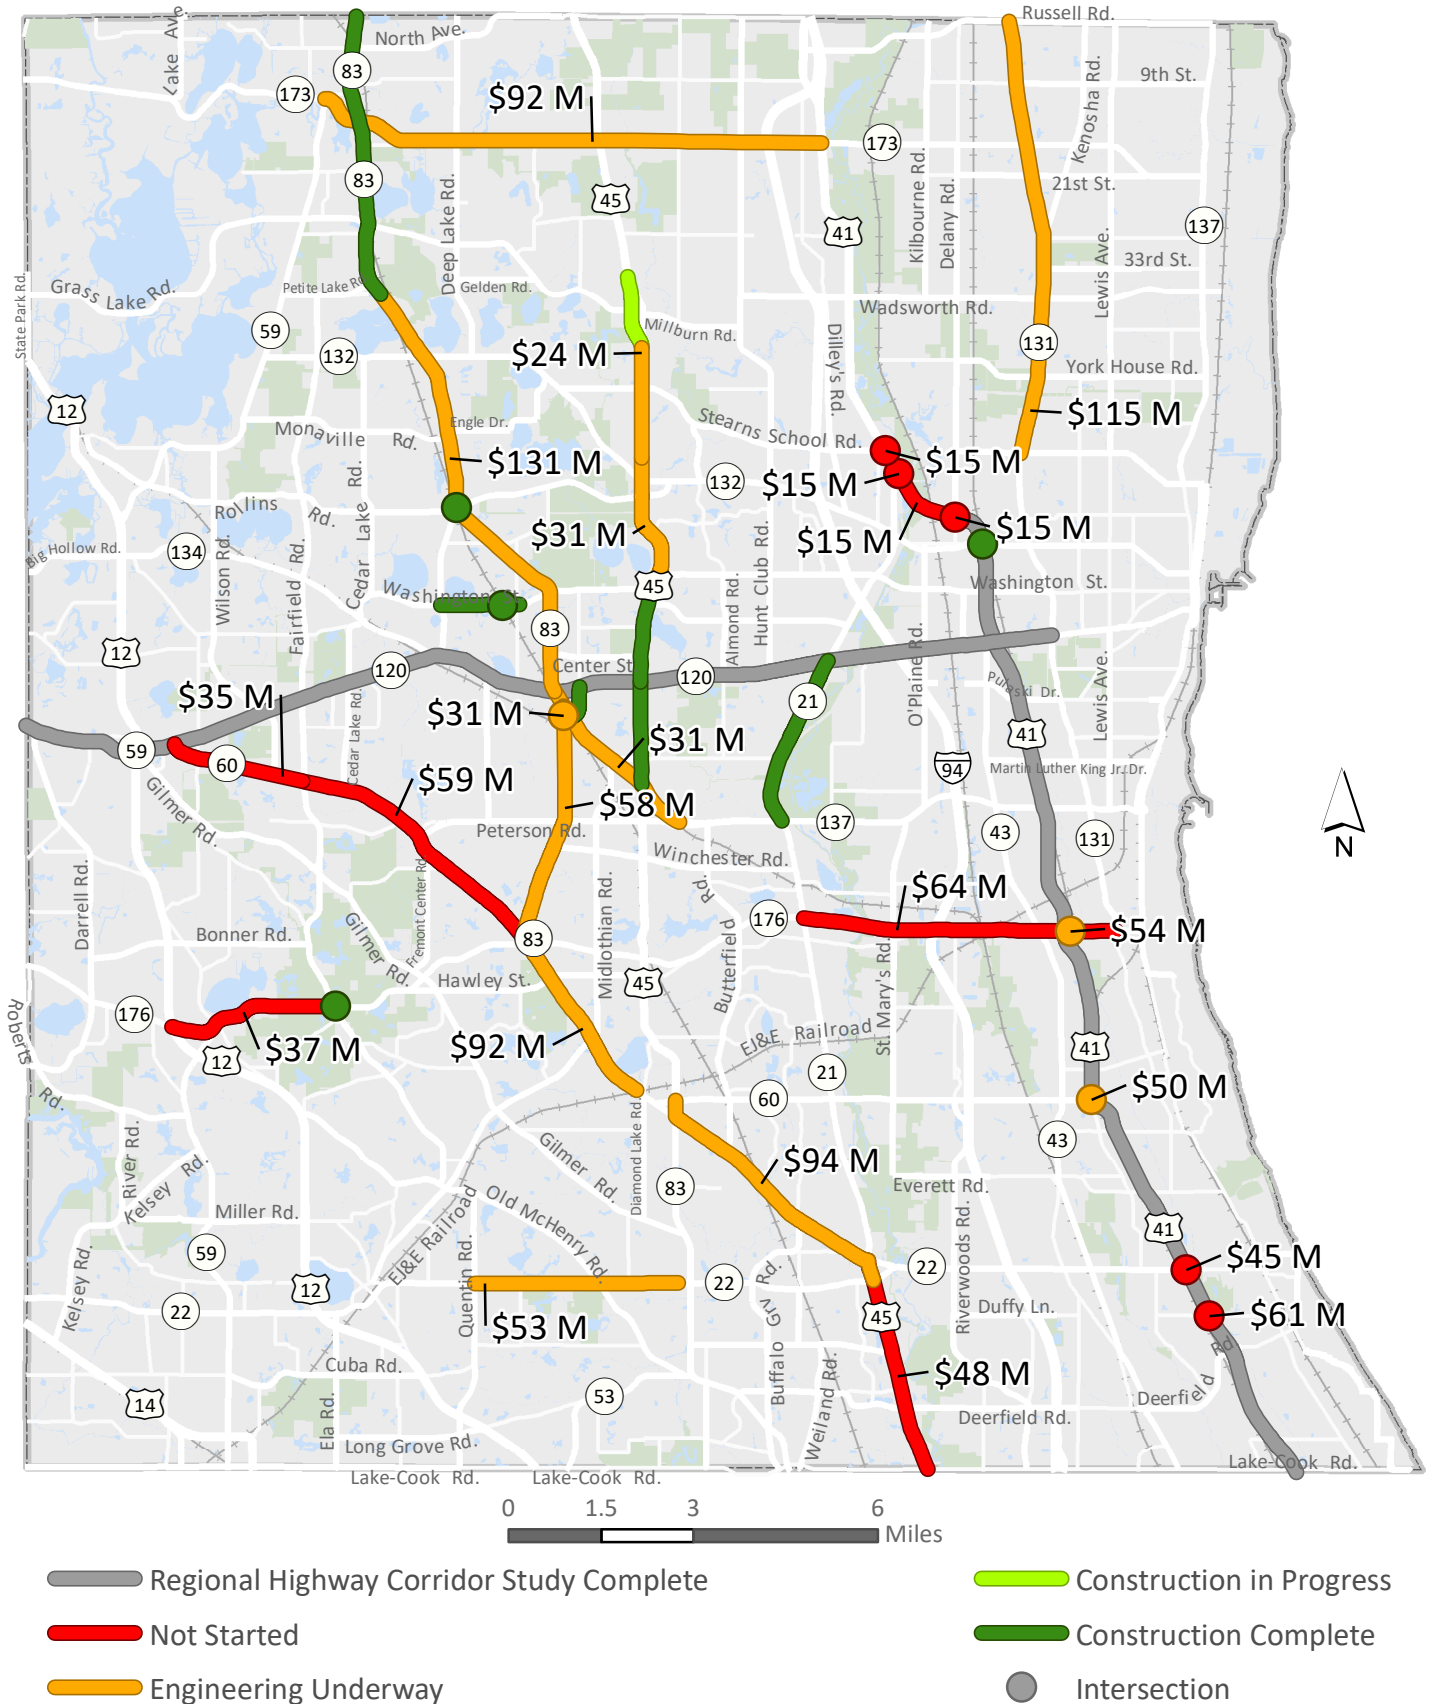 Russell Rd.
Lake Ave.
North Ave.
83
9th St.
173
$92 M
Kenosha Rd.
173
83
21st St.
45
Deep Lake Rd.
Kilbourne Rd.
Delany Rd.
41
137
33rd St.
Lewis Ave.
State Park Rd.
Grass Lake Rd.
Petite Lake Rd.
Gelden Rd.
Wadsworth Rd.
59
Millburn Rd.
132
$24 M
Dilley's Rd.
131
York House Rd.
12
$115 M
Monaville Rd.
Engle Dr.
Stearns School Rd.
$131 M
$15 M
132
$15 M
Rollins Rd.
Cedar Lake Rd.
$31 M
$15 M
$15 M
Big Hollow Rd.
134
Wilson Rd.
Fairfield Rd.
Washington St.
45
Almond Rd.
Hunt Club Rd.
Washington St.
83
12
120
Center St.
120
O'Plaine Rd.
Pulaski Dr.
Lewis Ave.
$35 M
Cedar Lake Rd.
$31 M
21
41
59
60
$31 M
94
Martin Luther King Jr. Dr.
Gilmer Rd.
$59 M
$58 M
137
43
131
Peterson Rd.
Winchester Rd.
Darrell Rd.
Fremont Center Rd.
Midlothian Rd.
Butterfield Rd.
$64 M
176
Bonner Rd.
Gilmer Rd.
83
$54 M
Hawley St.
45
St. Mary's Rd.
176
Roberts Rd.
$37 M
12
$92 M
EJ&E Railroad
41
21
60
$50 M
43
River Rd.
Kelsey Rd.
Gilmer Rd.
Diamond Lake Rd.
$94 M
83
Everett Rd.
Miller Rd.
EJ&E Railroad
Old McHenry Rd.
Riverwoods Rd.
41
59
Kelsey Rd.
12
Quentin Rd.
22
22
$45 M
22
$53 M
Buffalo Grv Rd.
45
Duffy Ln.
$61 M
Cuba Rd.
Weiland Rd.
$48 M
14
Ela Rd.
53
Deerfield Rd.
Deerfield Rd.
Long Grove Rd.
Lake-Cook Rd.
Lake-Cook Rd.
Lake-Cook Rd.
N
0 1.5 3 6
Miles
Regional Highway Corridor Study Complete
Construction in Progress
Not Started
Construction Complete
Engineering Underway
Intersection